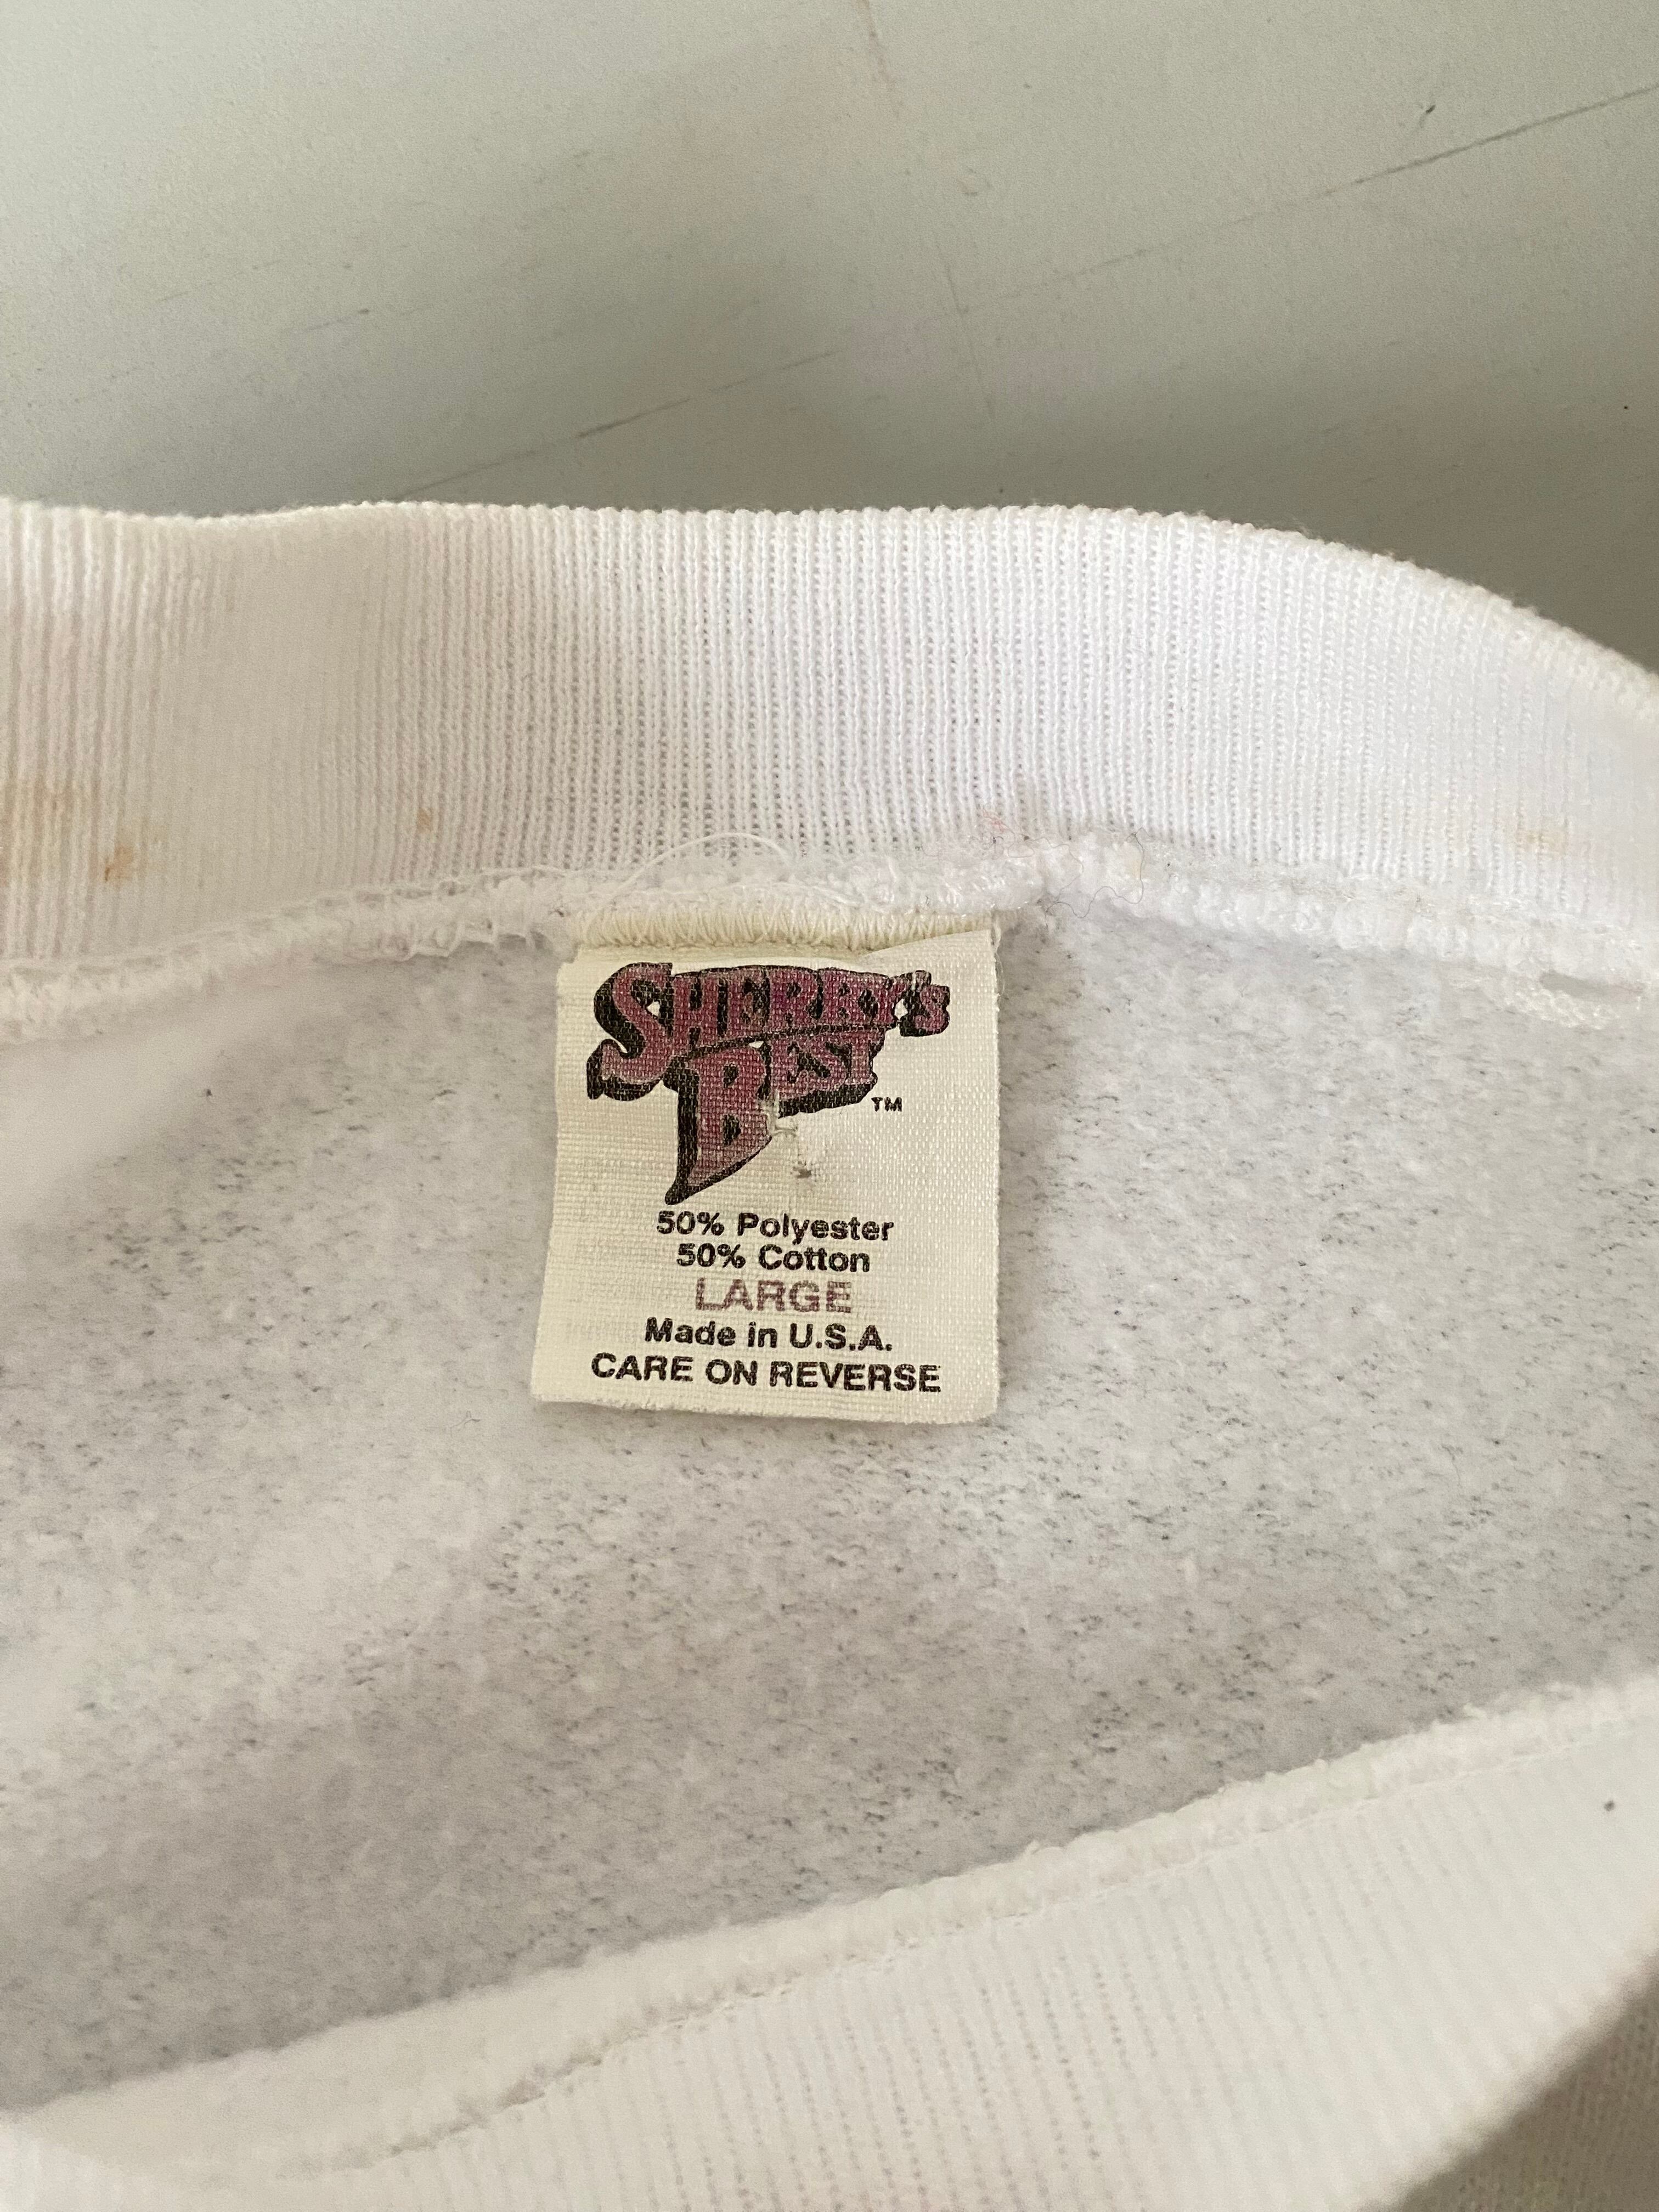 SHERRY'S
BEST
TM
50% Polyester
50% Cotton
LARGE
Made in U.S.A.
CARE ON REVERSE